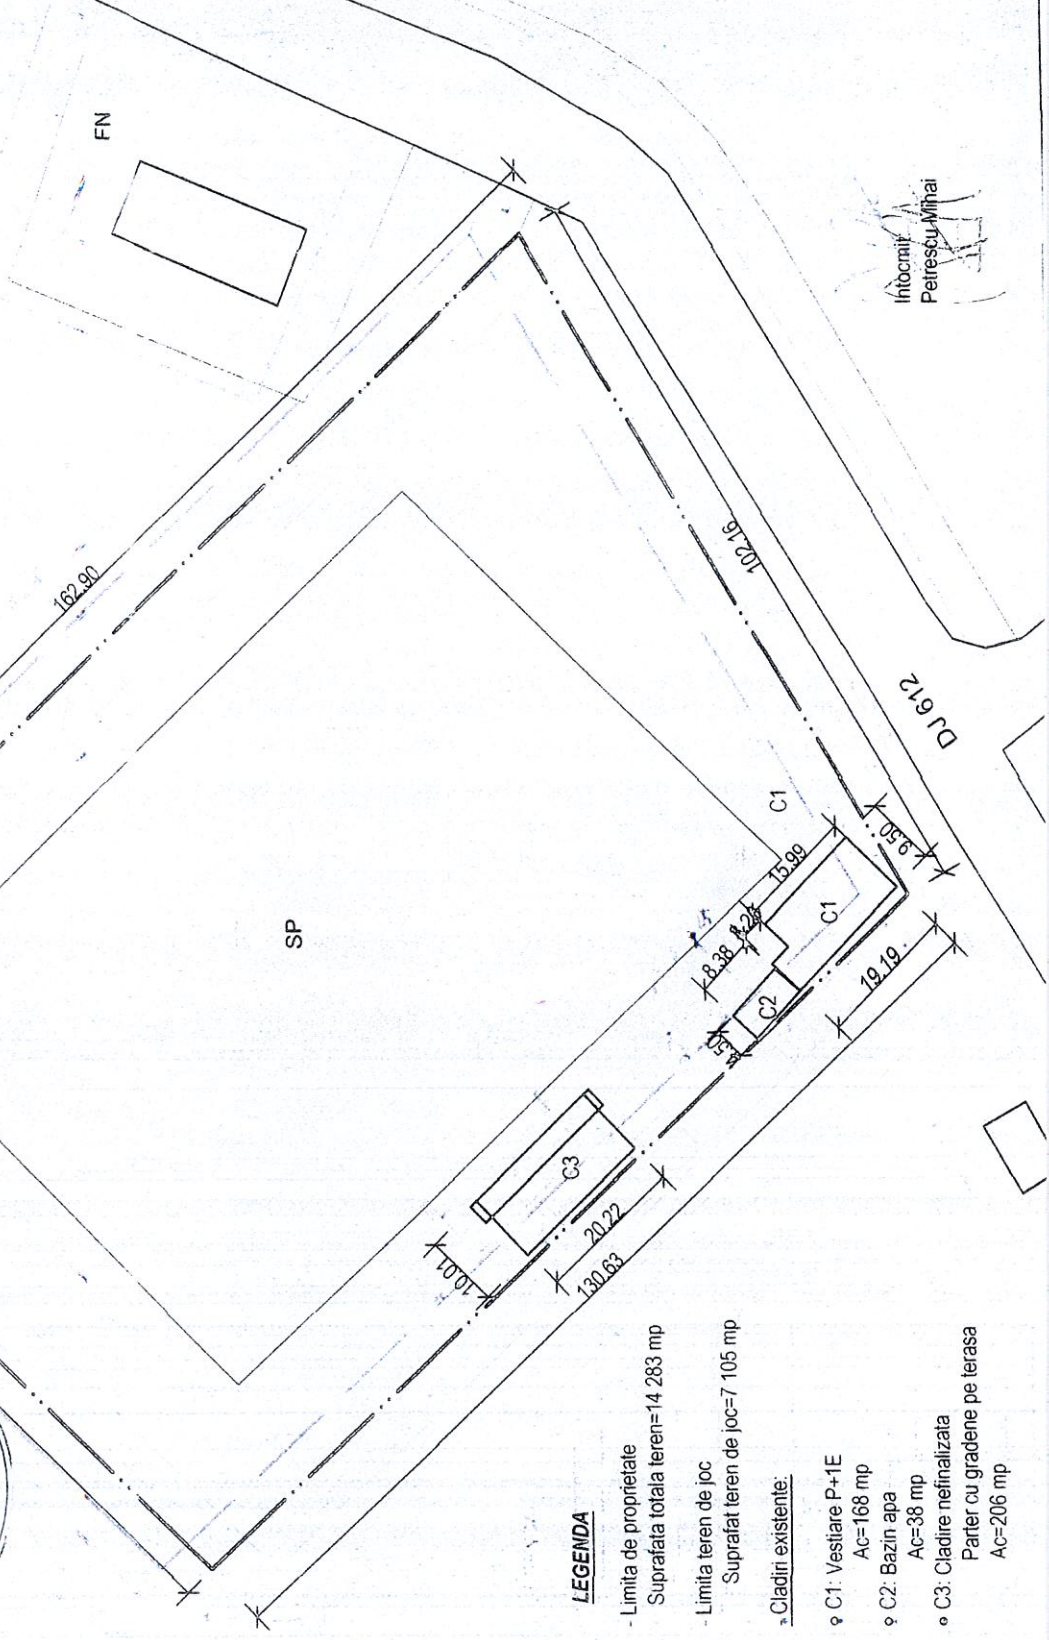 FN
162.90
102.16
DJ 612
SP
C1
15.99
9.50
C1
8.38
19.19
C2
C3
20.22
10.01
130.63
Intocmit
Petrescu Mihai
LEGENDA
- Limita de proprietate
Suprafata totala teren=14 283 mp
- Limita teren de joc
Suprafat teren de joc=7 105 mp
Cladiri existente:
C1: Vestiare P+1E
Ac=168 mp
C2: Bazin apa
Ac=38 mp
C3: Cladire nefinalizata
Parter cu gradene pe terasa
Ac=206 mp